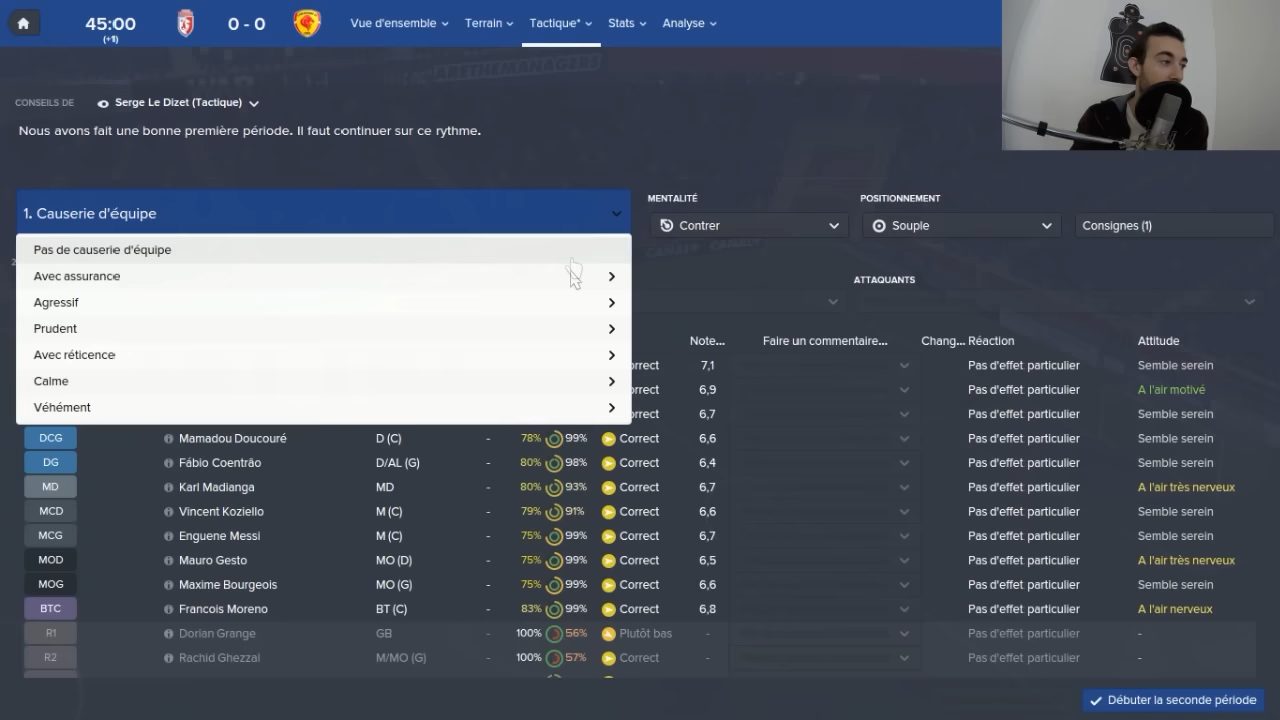 45:00
(+1)
0 - 0
Vue d'ensemble
Terrain
Tactique*
Stats
Analyse
CONSEILS DE
Serge Le Dizet (Tactique)
Nous avons fait une bonne première période. Il faut continuer sur ce rythme.
1. Causerie d'équipe
MENTALITÉ
POSITIONNEMENT
Contrer
Souple
Consignes (1)
Pas de causerie d'équipe
Avec assurance
Agressif
Prudent
Avec réticence
Calme
Véhément
ATTAQUANTS
Note... Faire un commentaire... Chang... Réaction Attitude
7,1 Pas d'effet particulier Semble serein
6,9 Pas d'effet particulier A l'air motivé
6,7 Pas d'effet particulier Semble serein
DCG Mamadou Doucouré D (C) - 78% 99% Correct 6,6 Pas d'effet particulier Semble serein
DG Fábio Coentrão D/AL (G) - 80% 98% Correct 6,4 Pas d'effet particulier Semble serein
MD Karl Madianga MD - 80% 93% Correct 6,7 Pas d'effet particulier A l'air très nerveux
MCD Vincent Koziello M (C) - 79% 91% Correct 6,6 Pas d'effet particulier Semble serein
MCG Enguene Messi M (C) - 75% 99% Correct 6,7 Pas d'effet particulier Semble serein
MOD Mauro Gesto MO (D) - 75% 99% Correct 6,5 Pas d'effet particulier A l'air très nerveux
MOG Maxime Bourgeois MO (G) - 75% 99% Correct 6,6 Pas d'effet particulier Semble serein
BTC Francois Moreno BT (C) - 83% 99% Correct 6,8 Pas d'effet particulier A l'air nerveux
R1 Dorian Grange GB - 100% 56% Plutôt bas - Pas d'effet particulier -
R2 Rachid Ghezzal M/MO (G) - 100% 57% Correct - Pas d'effet particulier -
Débuter la seconde période